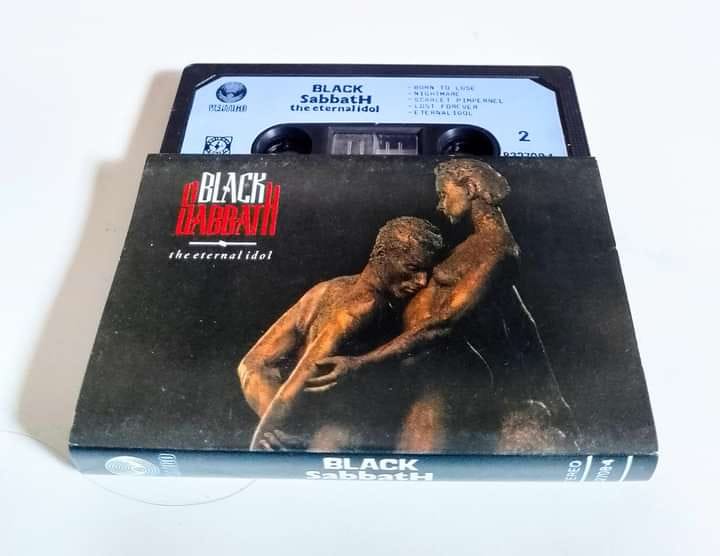 VERTIGO
BLACK
SabbatH
the eternal idol
- BORN TO LOSE
- NIGHTMARE
- SCARLET PIMPERNEL
- LOST FOREVER
- ETERNAL IDOL
2
BLACK
SABBATH
the eternal idol
BLACK
SabbatH